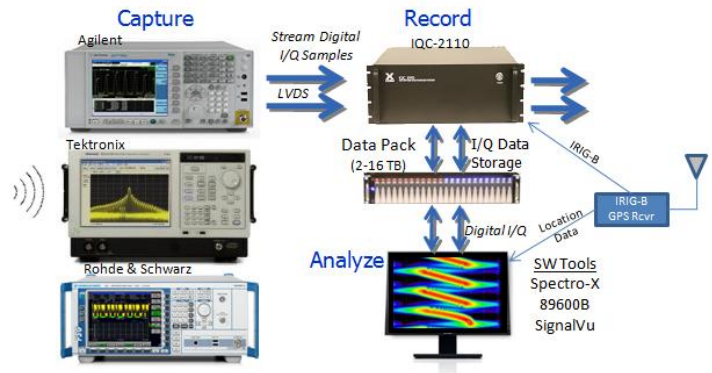 Capture
Record
Agilent
Stream Digital
I/Q Samples
LVDS
IQC-2110
Tektronix
Data Pack
(2-16 TB)
I/Q Data
Storage
IRIG-B
IRIG-B
GPS Rcvr
Location
Data
Digital I/Q
Rohde & Schwarz
Analyze
SW Tools
Spectro-X
89600B
SignalVu